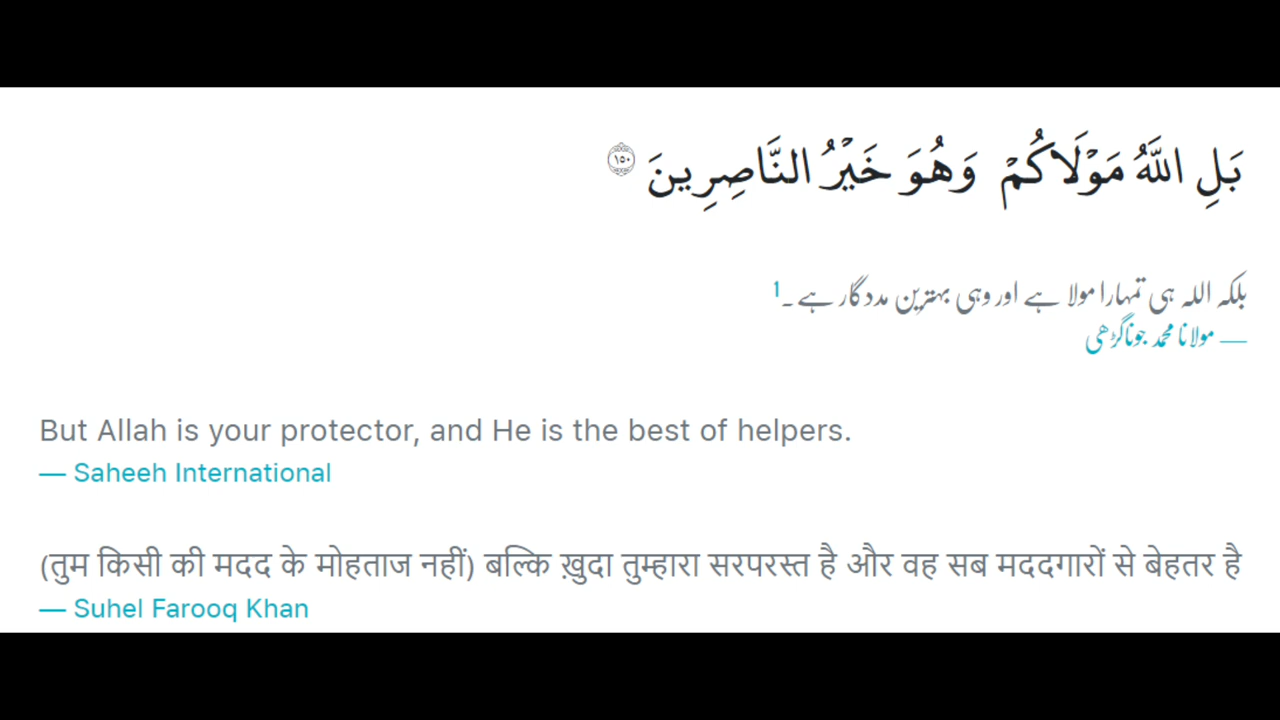 بَلِ اللَّهُ مَوْلَاكُمْ وَهُوَ خَيْرُ النَّاصِرِينَ ١٥٠
بلکہ اللہ ہی تمہارا مولا ہے اور وہی بہترین مددگار ہے۔1
— مولانا محمد جوناگڑھی
But Allah is your protector, and He is the best of helpers.
— Saheeh International
(तुम किसी की मदद के मोहताज नहीं) बल्कि ख़ुदा तुम्हारा सरपरस्त है और वह सब मददगारों से बेहतर है
— Suhel Farooq Khan